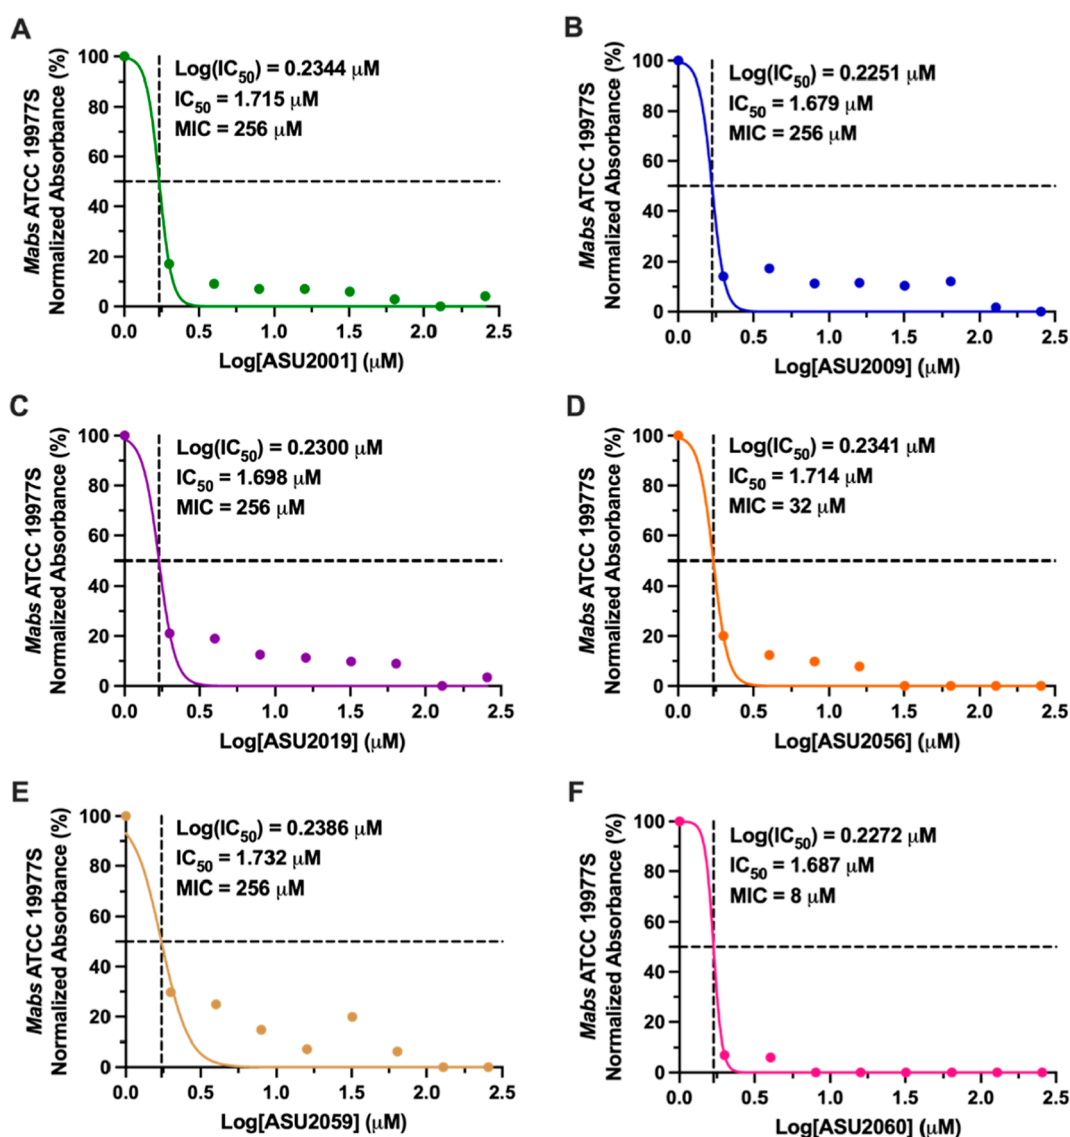 A
Mabs ATCC 19977S
Normalized Absorbance (%)
100
80
60
40
20
0
Log(IC50) = 0.2344 μM
IC50 = 1.715 μM
MIC = 256 μM
0.0 0.5 1.0 1.5 2.0 2.5
Log[ASU2001] (μM)
B
Mabs ATCC 19977S
Normalized Absorbance (%)
100
80
60
40
20
0
Log(IC50) = 0.2251 μM
IC50 = 1.679 μM
MIC = 256 μM
0.0 0.5 1.0 1.5 2.0 2.5
Log[ASU2009] (μM)
C
Mabs ATCC 19977S
Normalized Absorbance (%)
100
80
60
40
20
0
Log(IC50) = 0.2300 μM
IC50 = 1.698 μM
MIC = 256 μM
0.0 0.5 1.0 1.5 2.0 2.5
Log[ASU2019] (μM)
D
Mabs ATCC 19977S
Normalized Absorbance (%)
100
80
60
40
20
0
Log(IC50) = 0.2341 μM
IC50 = 1.714 μM
MIC = 32 μM
0.0 0.5 1.0 1.5 2.0 2.5
Log[ASU2056] (μM)
E
Mabs ATCC 19977S
Normalized Absorbance (%)
100
80
60
40
20
0
Log(IC50) = 0.2386 μM
IC50 = 1.732 μM
MIC = 256 μM
0.0 0.5 1.0 1.5 2.0 2.5
Log[ASU2059] (μM)
F
Mabs ATCC 19977S
Normalized Absorbance (%)
100
80
60
40
20
0
Log(IC50) = 0.2272 μM
IC50 = 1.687 μM
MIC = 8 μM
0.0 0.5 1.0 1.5 2.0 2.5
Log[ASU2060] (μM)